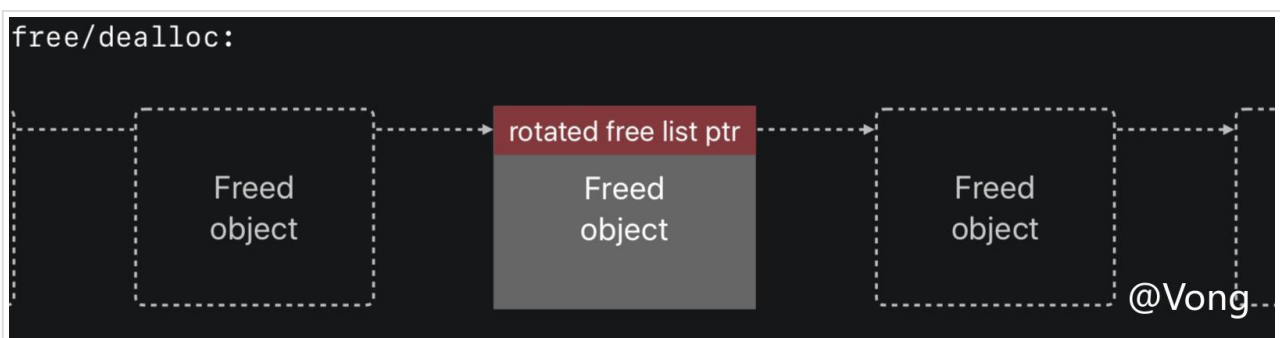 free/dealloc:
rotated free list ptr
Freed
object
Freed
object
Freed
object
@Vong